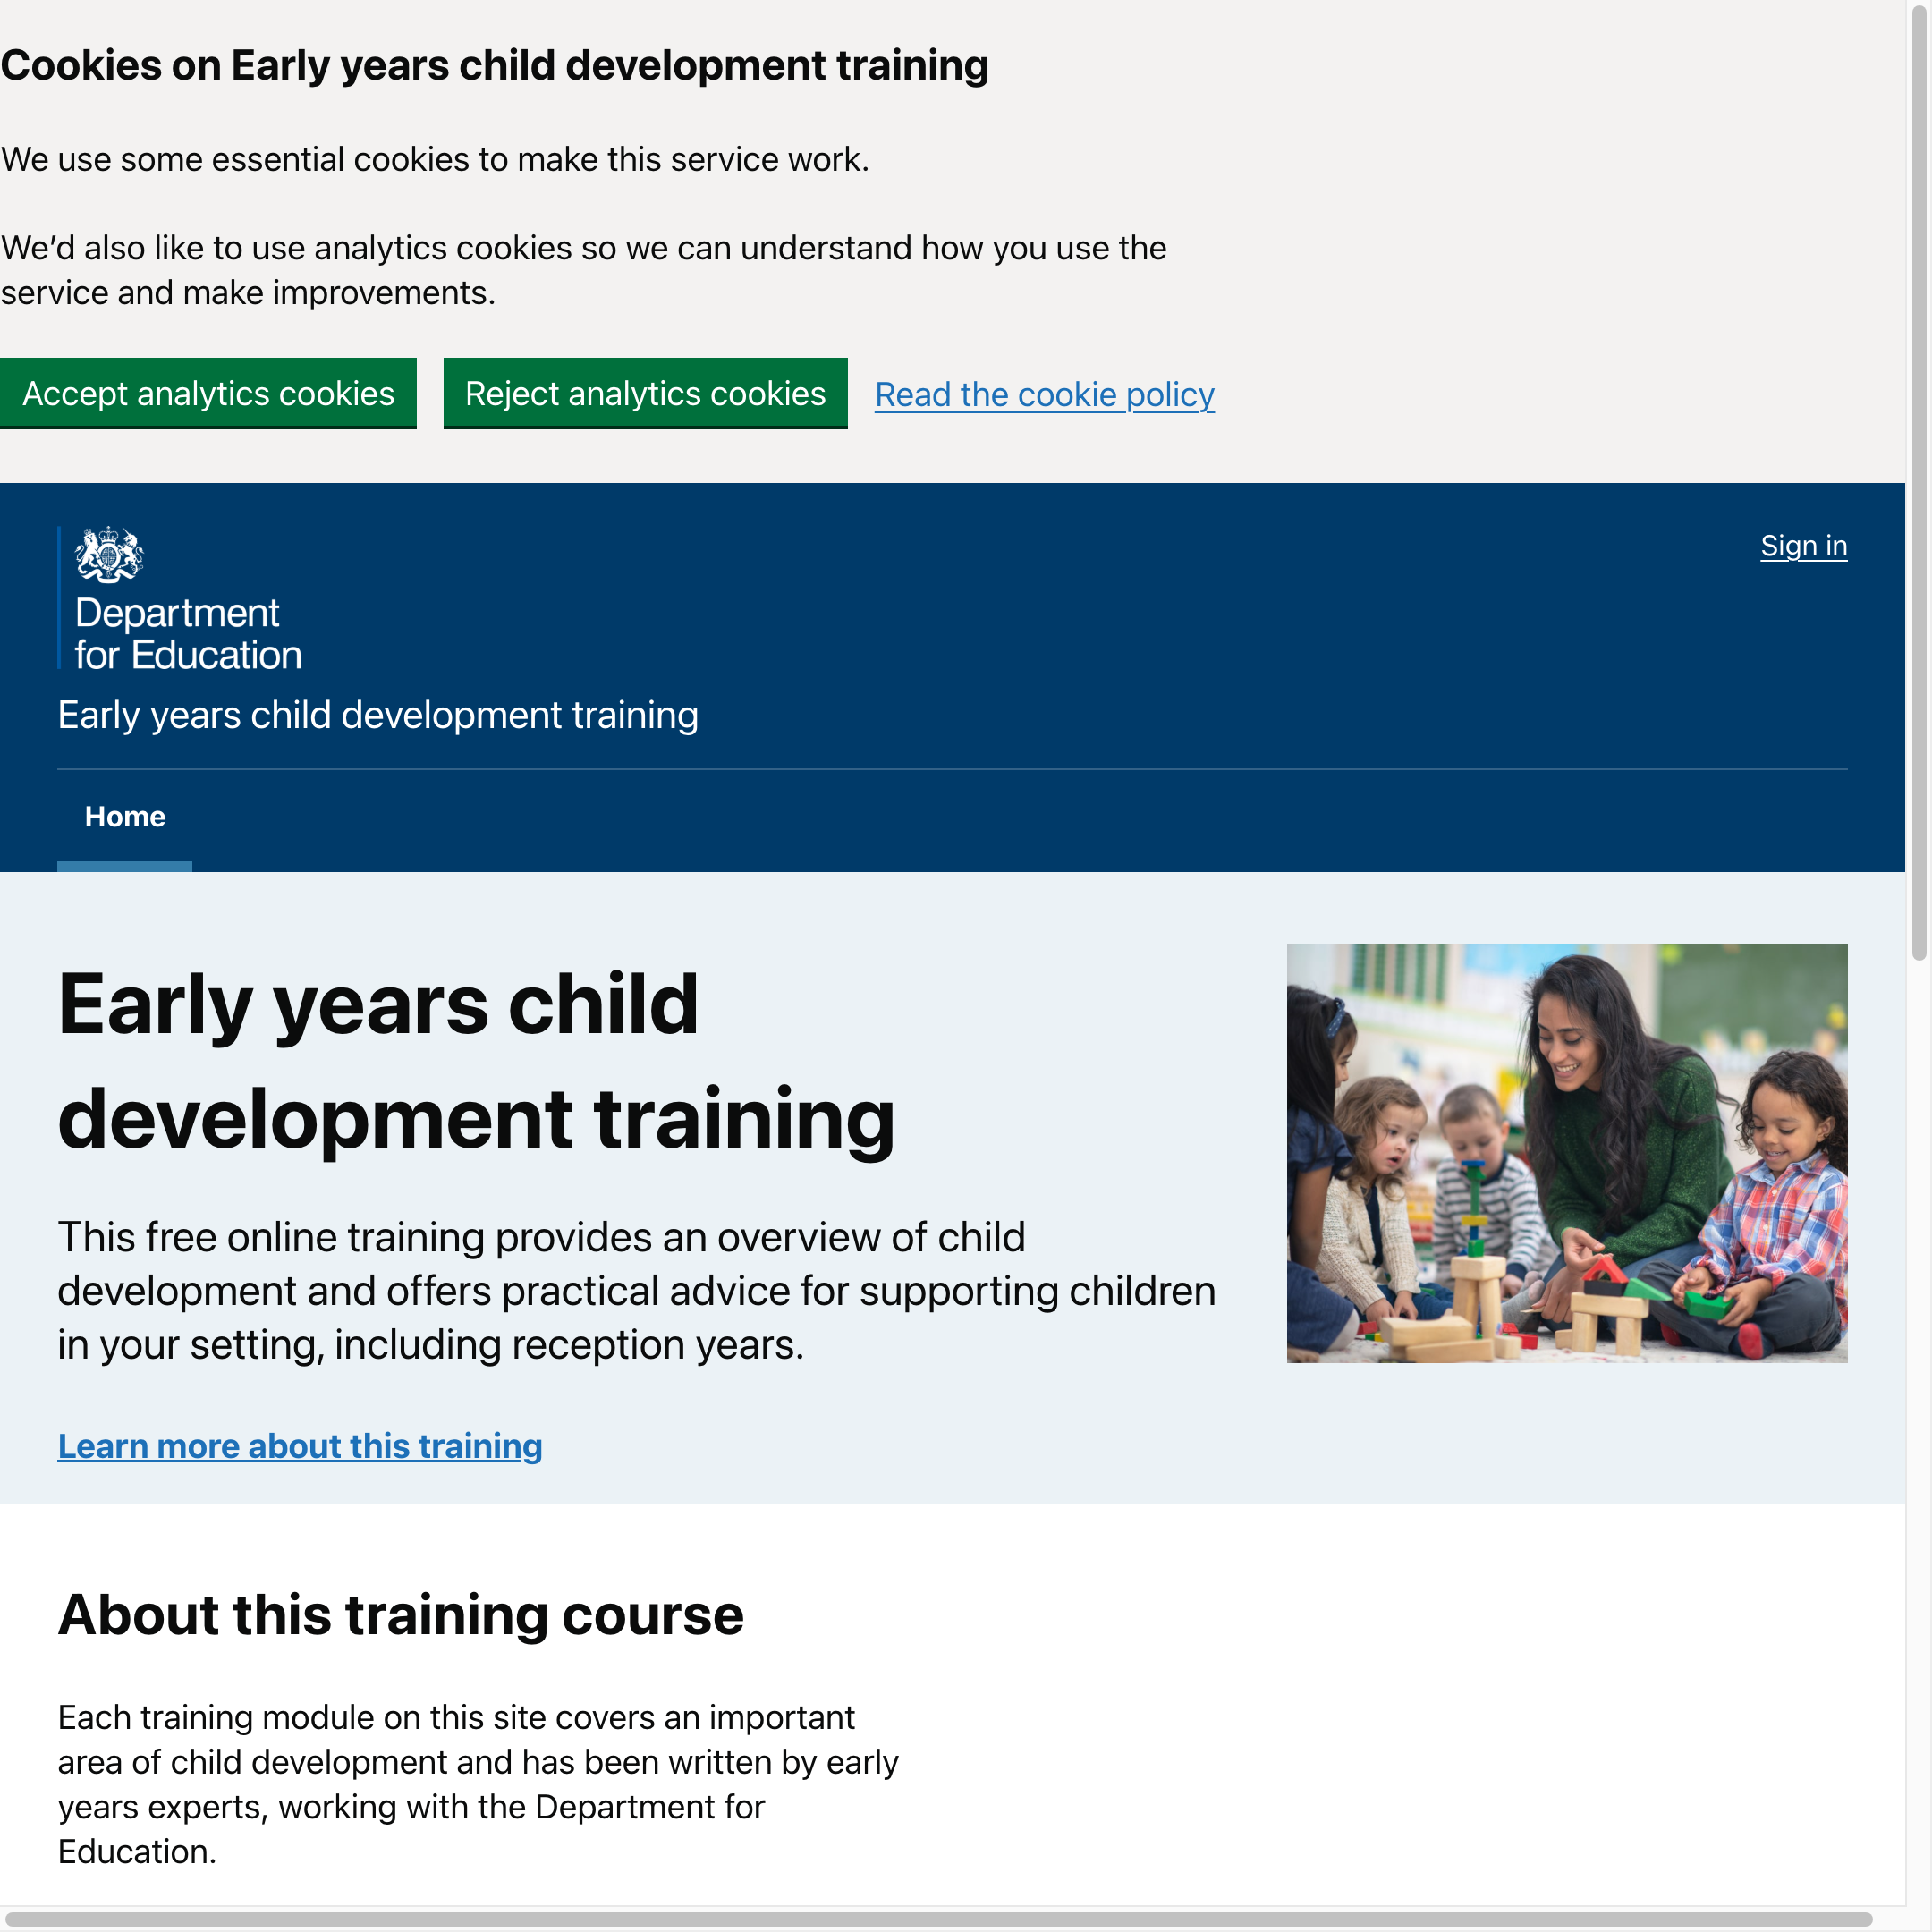 Cookies on Early years child development training
We use some essential cookies to make this service work.
We’d also like to use analytics cookies so we can understand how you use the
service and make improvements.
Accept analytics cookies
Reject analytics cookies
Read the cookie policy
Department
for Education
Sign in
Early years child development training
Home
Early years child
development training
This free online training provides an overview of child
development and offers practical advice for supporting children
in your setting, including reception years.
Learn more about this training
About this training course
Each training module on this site covers an important
area of child development and has been written by early
years experts, working with the Department for
Education.